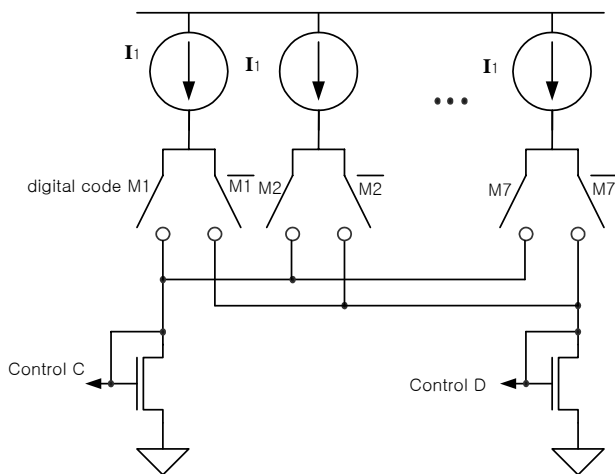 I1
I1
I1
digital code M1
M1
M2
M2
M7
M7
Control C
Control D